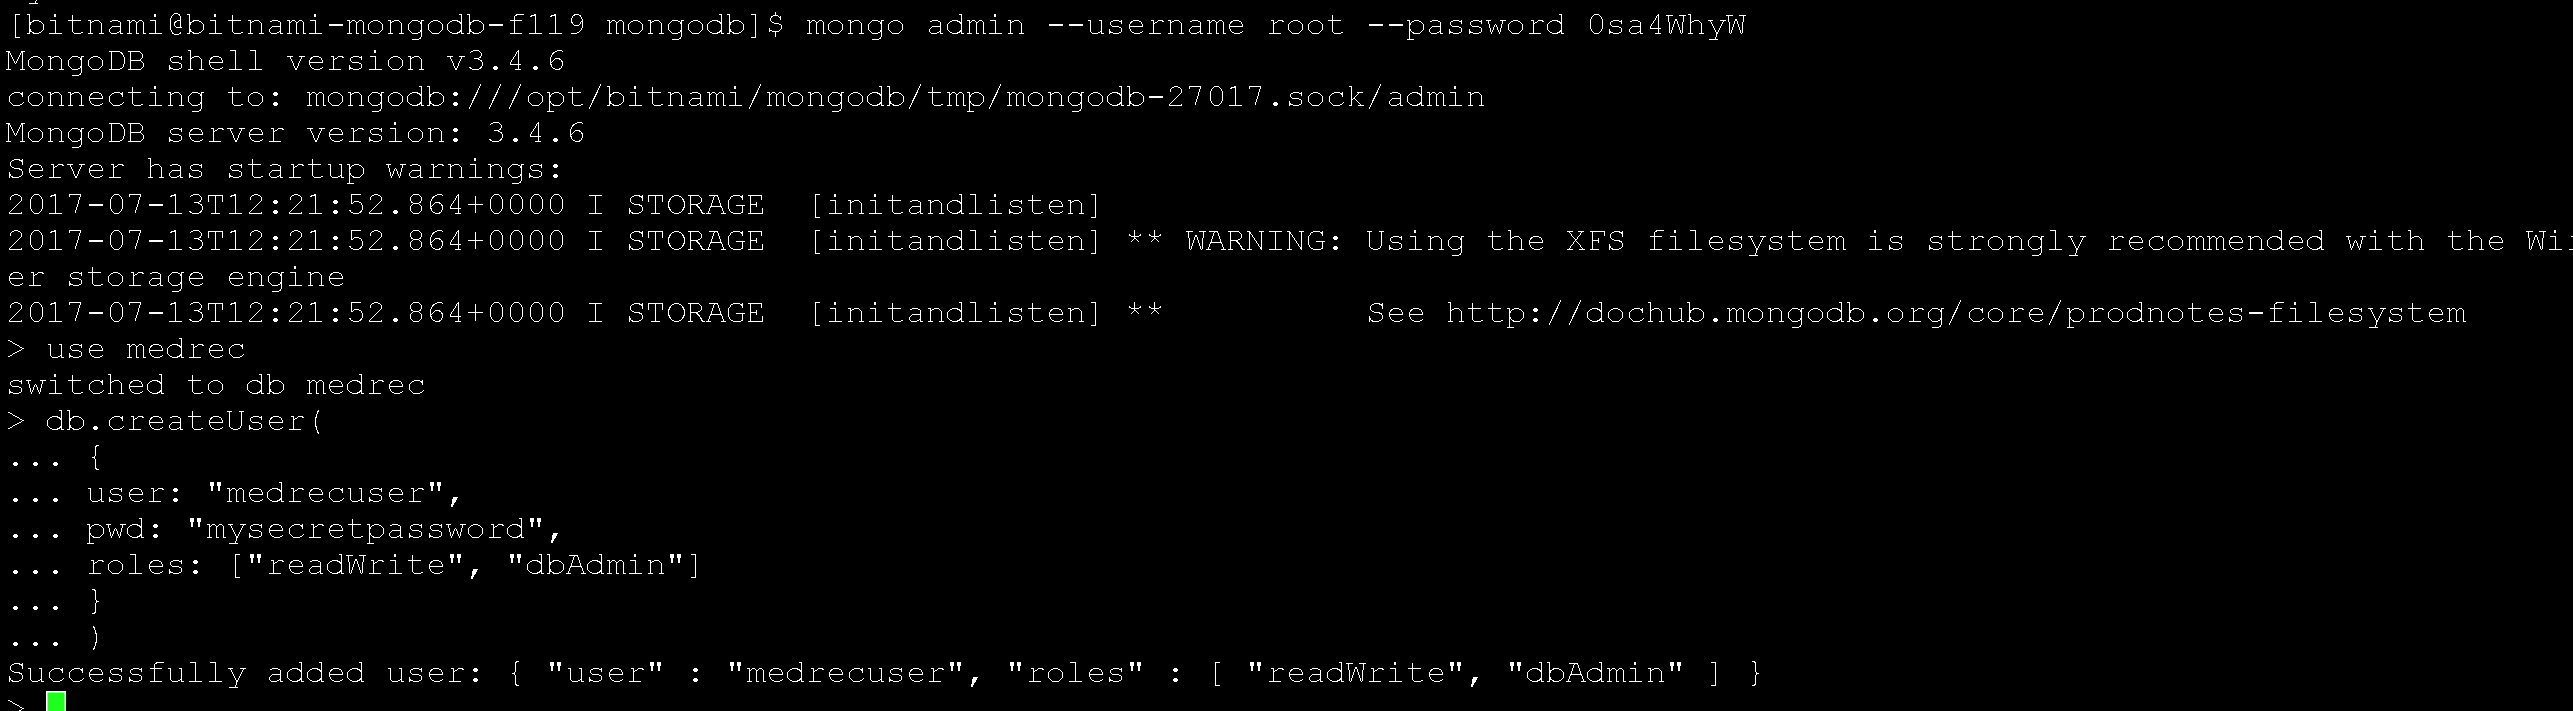 [bitnami@bitnami-mongodb-f119 mongodb]$ mongo admin --username root --password 0sa4WhyW
MongoDB shell version v3.4.6
connecting to: mongodb:///opt/bitnami/mongodb/tmp/mongodb-27017.sock/admin
MongoDB server version: 3.4.6
Server has startup warnings:
2017-07-13T12:21:52.864+0000 I STORAGE  [initandlisten]
2017-07-13T12:21:52.864+0000 I STORAGE  [initandlisten] ** WARNING: Using the XFS filesystem is strongly recommended with the
er storage engine
2017-07-13T12:21:52.864+0000 I STORAGE  [initandlisten] **          See http://dochub.mongodb.org/core/prodnotes-filesystem
> use medrec
switched to db medrec
> db.createUser(
... {
... user: "medrecuser",
... pwd: "mysecretpassword",
... roles: ["readWrite", "dbAdmin"]
... }
... )
Successfully added user: { "user" : "medrecuser", "roles" : [ "readWrite", "dbAdmin" ] }
>